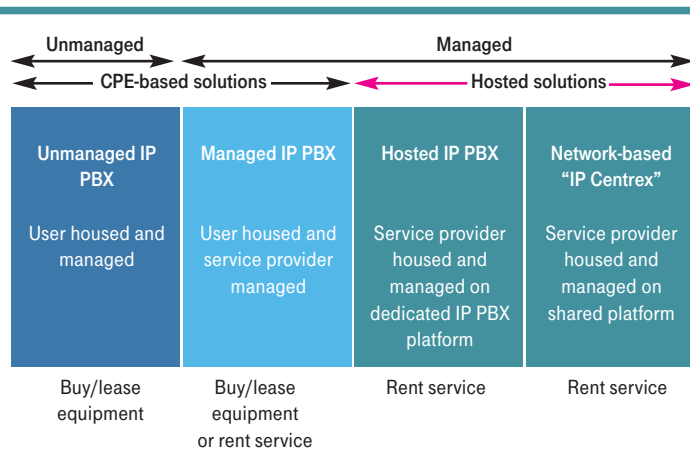 Unmanaged
Managed
CPE-based solutions
Hosted solutions
Unmanaged IP
PBX
User housed and
managed
Managed IP PBX
User housed and
service provider
managed
Hosted IP PBX
Service provider
housed and
managed on
dedicated IP PBX
platform
Network-based
“IP Centrex”
Service provider
housed and
managed on
shared platform
Buy/lease
equipment
Buy/lease
equipment
or rent service
Rent service
Rent service